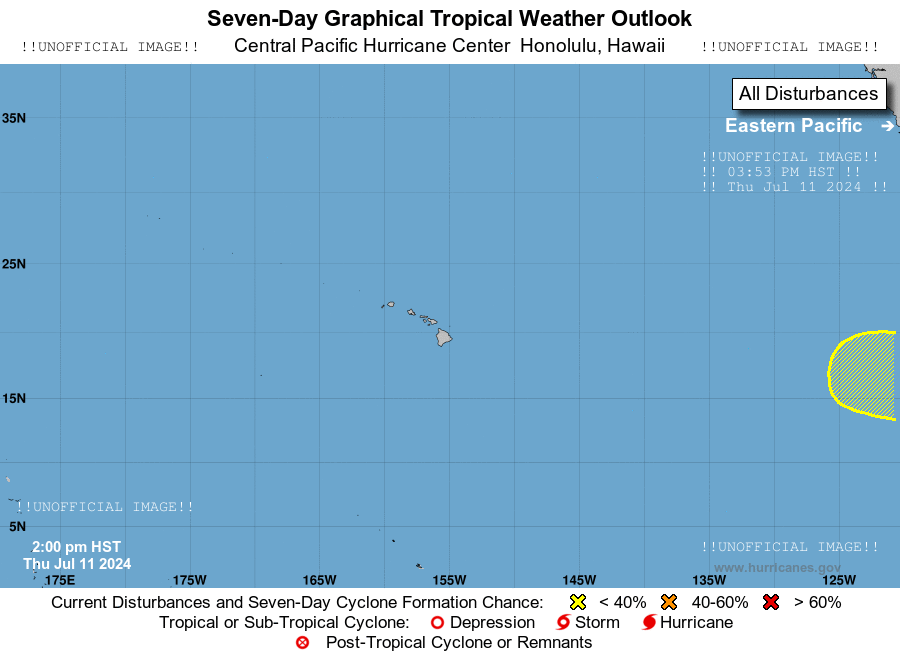 Seven-Day Graphical Tropical Weather Outlook
!!UNOFFICIAL IMAGE!! Central Pacific Hurricane Center Honolulu, Hawaii !!UNOFFICIAL IMAGE!!
All Disturbances
35N
Eastern Pacific →
!!UNOFFICIAL IMAGE!!
!! 03:53 PM HST !!
!! Thu Jul 11 2024 !!
25N
15N
!!UNOFFICIAL IMAGE!!
5N
2:00 pm HST
Thu Jul 11 2024
!!UNOFFICIAL IMAGE!!
www.hurricanes.gov
175E 175W 165W 155W 145W 135W 125W
Current Disturbances and Seven-Day Cyclone Formation Chance: < 40% 40-60% > 60%
Tropical or Sub-Tropical Cyclone: Depression Storm Hurricane
Post-Tropical Cyclone or Remnants